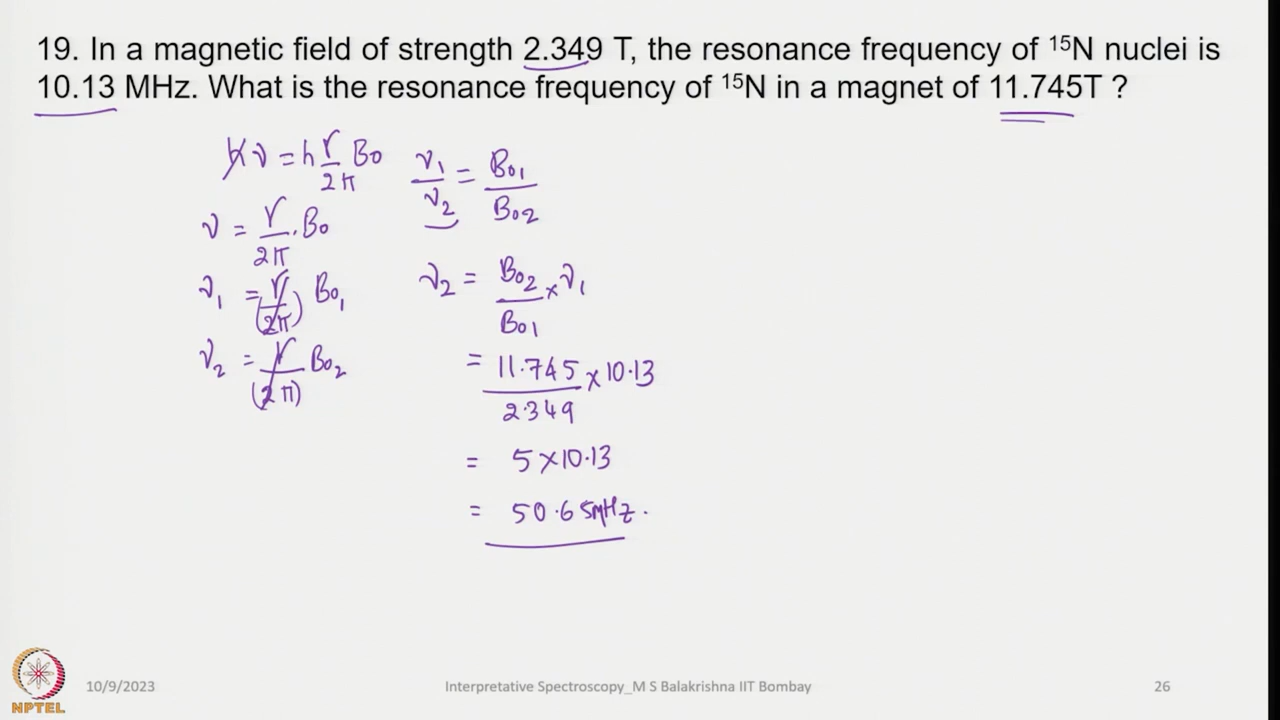 19. In a magnetic field of strength 2.349 T, the resonance frequency of ¹⁵N nuclei is
10.13 MHz. What is the resonance frequency of ¹⁵N in a magnet of 11.745T ?
hν = h γ/2π B₀
ν = γ/2π . B₀
ν₁ = γ/(2π) B₀₁
ν₂ = γ/(2π) B₀₂
ν₁/ν₂ = B₀₁/B₀₂
ν₂ = B₀₂/B₀₁ × ν₁
= 11.745/2.349 × 10.13
= 5 × 10.13
= 50.65 mHz.
NPTEL
10/9/2023
Interpretative Spectroscopy_M S Balakrishna IIT Bombay
26